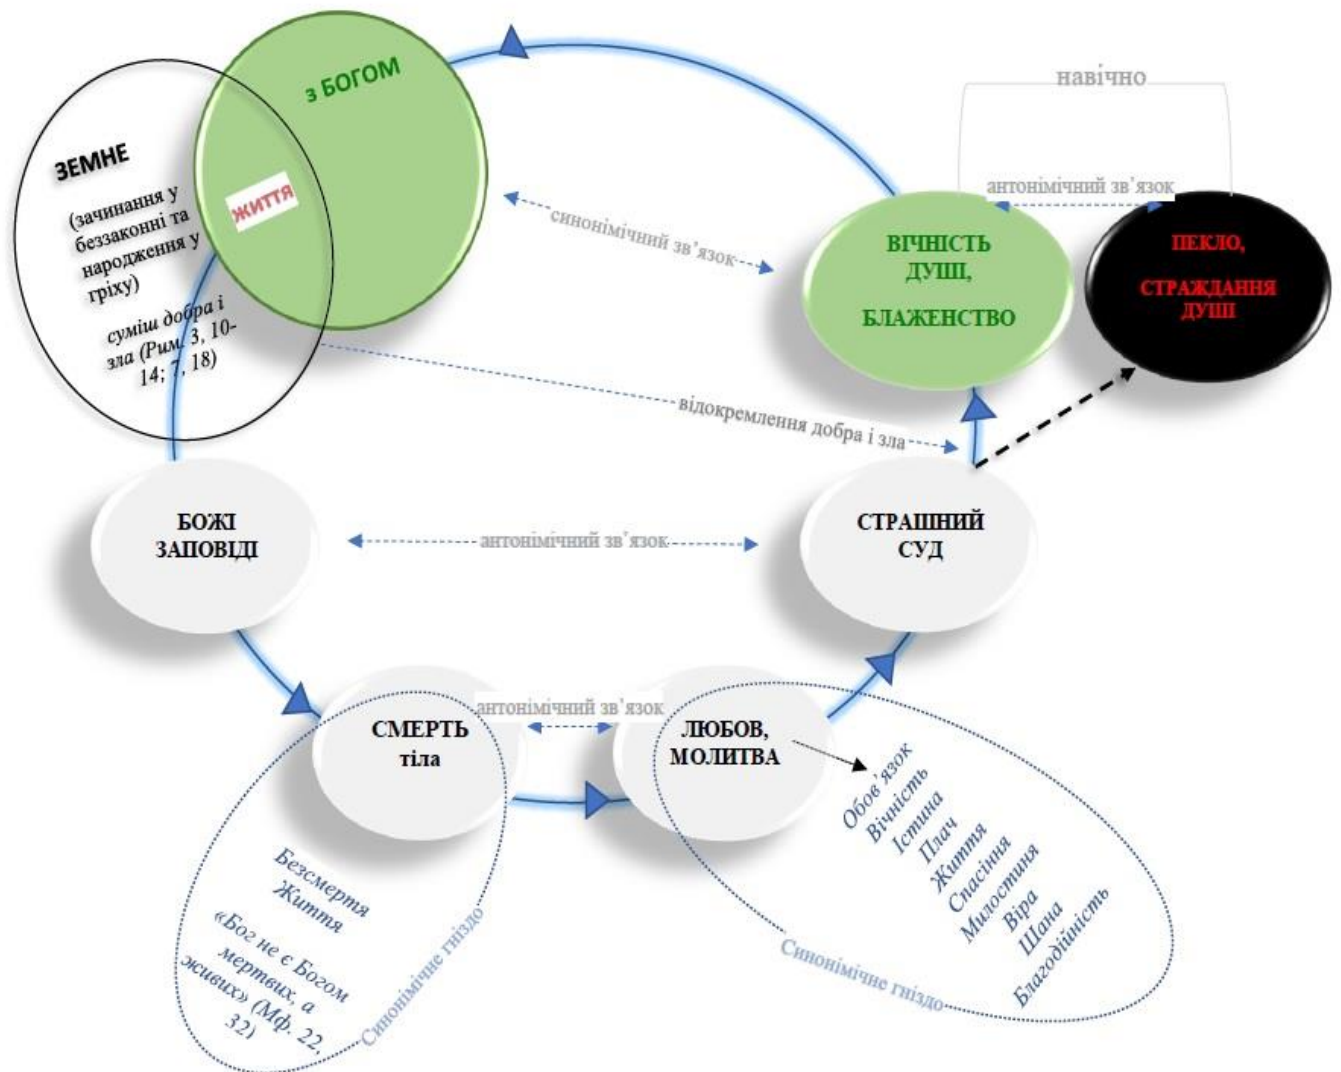 з БОГОМ
ЖИТТЯ
ЗЕМНЕ
(зачинання у
беззаконні та
народження у
гріху)
суміш добра і
зла (Рим. 3, 10-
14; 7, 18)
навічно
антонімічний зв’язок
синонімічний зв’язок
ВІЧНІСТЬ
ДУШІ,
БЛАЖЕНСТВО
ПЕКЛО,
СТРАЖДАННЯ
ДУШІ
відокремлення добра і зла
БОЖІ
ЗАПОВІДІ
антонімічний зв’язок
СТРАШНИЙ
СУД
СМЕРТЬ
тіла
антонімічний зв’язок
ЛЮБОВ,
МОЛИТВА
Безсмертя
Життя
«Бог не є Богом
мертвих, а
живих» (Мф. 22,
32)
Синонімічне гніздо
Обов’язок
Вічність
Істина
Плач
Життя
Спасіння
Милостиня
Віра
Шана
Благодійність
Синонімічне гніздо